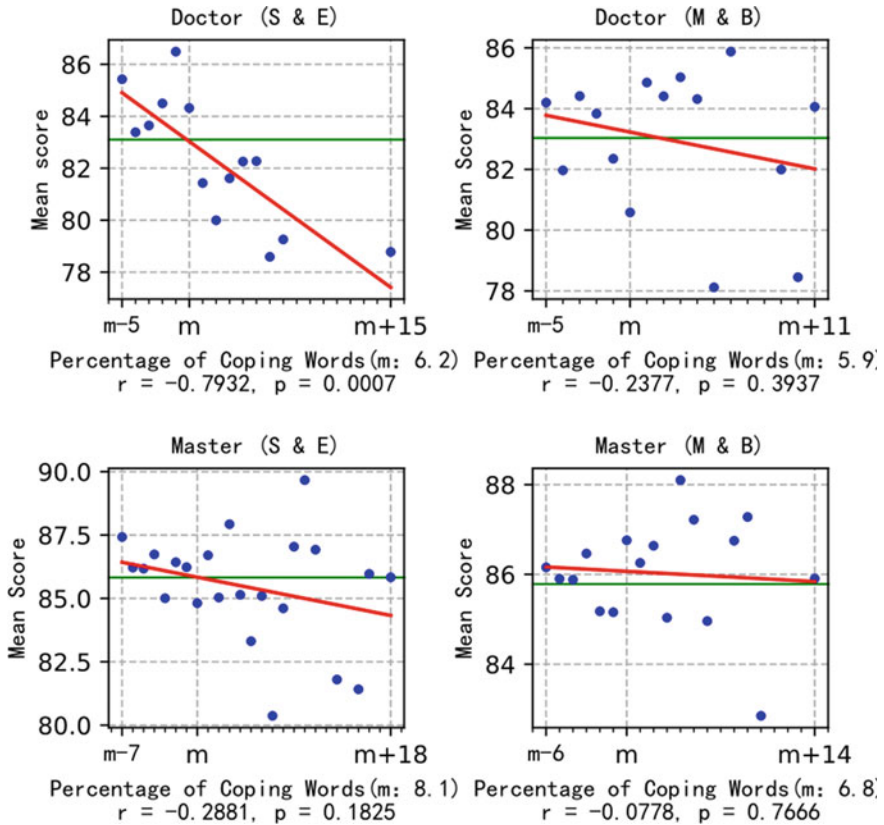 Doctor (S & E)
Mean score
86
84
82
80
78
m-5 m m+15
Percentage of Coping Words(m: 6.2)
r = -0.7932, p = 0.0007
Doctor (M & B)
Mean Score
86
84
82
80
78
m-5 m m+11
Percentage of Coping Words(m: 5.9)
r = -0.2377, p = 0.3937
Master (S & E)
Mean Score
90.0
87.5
85.0
82.5
80.0
m-7 m m+18
Percentage of Coping Words(m: 8.1)
r = -0.2881, p = 0.1825
Master (M & B)
Mean Score
88
86
84
m-6 m m+14
Percentage of Coping Words(m: 6.8)
r = -0.0778, p = 0.7666